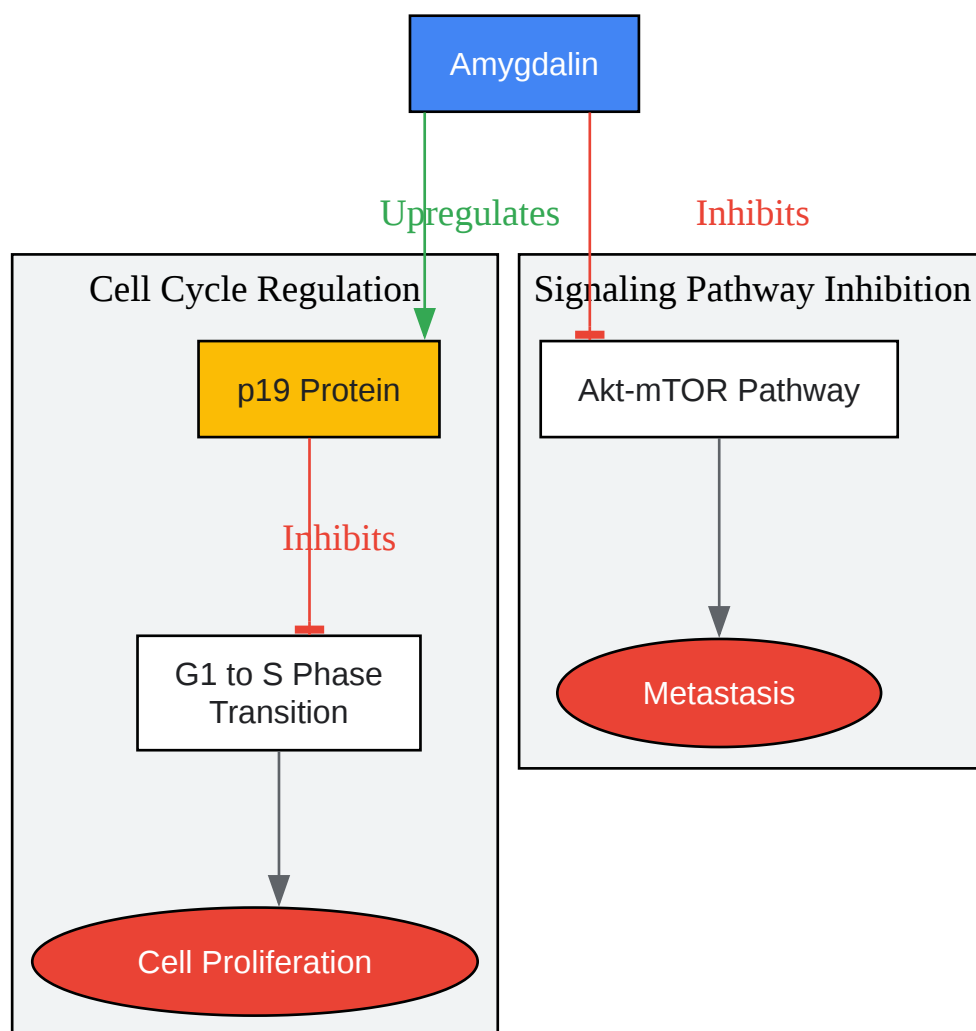 Amygdalin
Upregulates
Inhibits
Cell Cycle Regulation
Signaling Pathway Inhibition
p19 Protein
Akt-mTOR Pathway
Inhibits
G1 to S Phase
Transition
Metastasis
Cell Proliferation